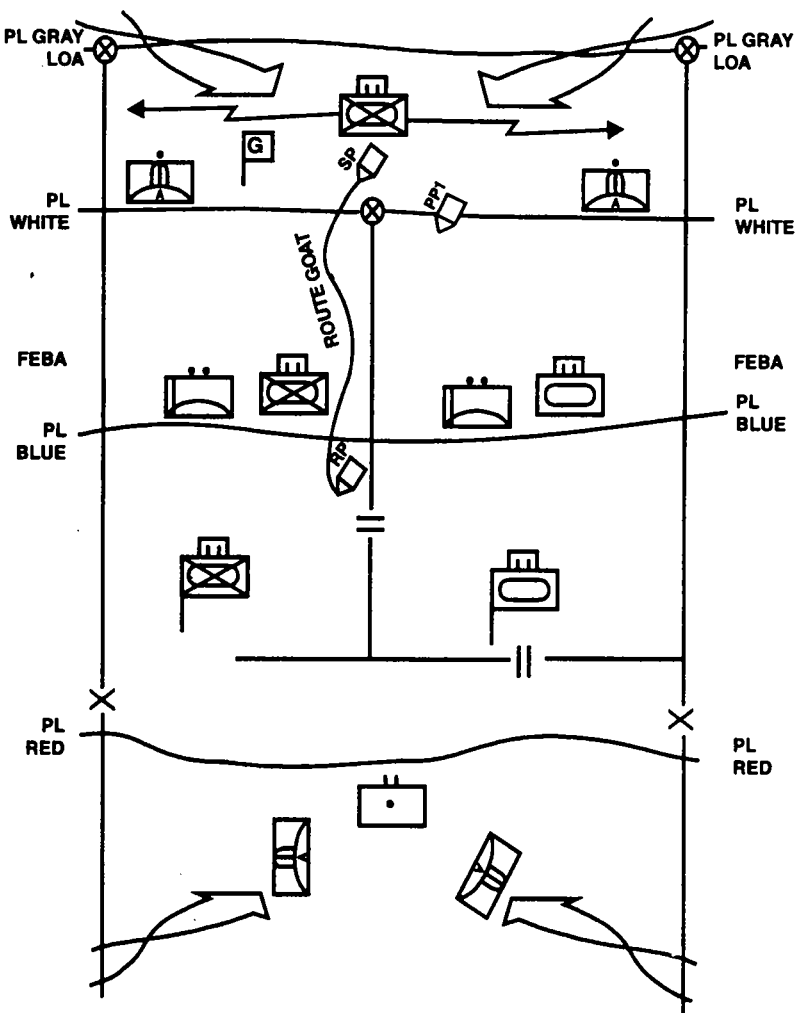 PL GRAY
LOA
PL GRAY
LOA
G
SP
A
A
PL
WHITE
PP1
PL
WHITE
ROUTE GOAT
FEBA
FEBA
PL
BLUE
PL
BLUE
RP
PL
RED
PL
RED
A
A